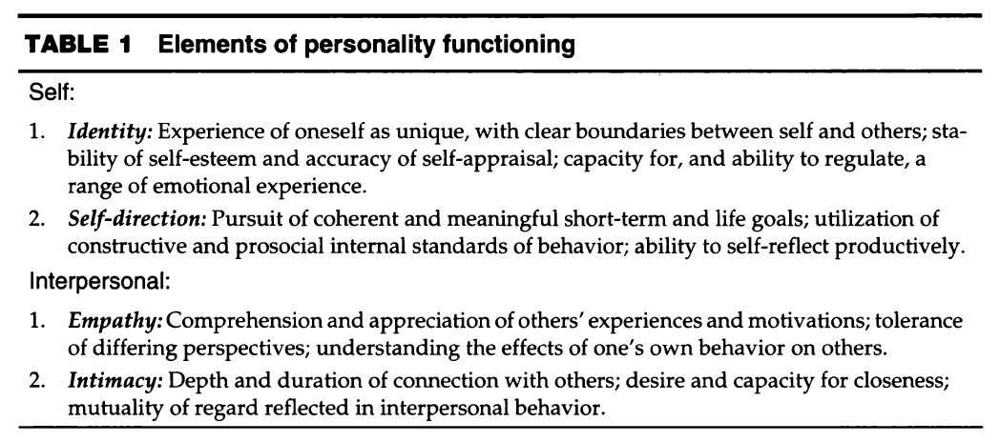 TABLE 1 Elements of personality functioning
Self:
1. Identity: Experience of oneself as unique, with clear boundaries between self and others; sta-
bility of self-esteem and accuracy of self-appraisal; capacity for, and ability to regulate, a
range of emotional experience.
2. Self-direction: Pursuit of coherent and meaningful short-term and life goals; utilization of
constructive and prosocial internal standards of behavior; ability to self-reflect productively.
Interpersonal:
1. Empathy: Comprehension and appreciation of others' experiences and motivations; tolerance
of differing perspectives; understanding the effects of one's own behavior on others.
2. Intimacy: Depth and duration of connection with others; desire and capacity for closeness;
mutuality of regard reflected in interpersonal behavior.